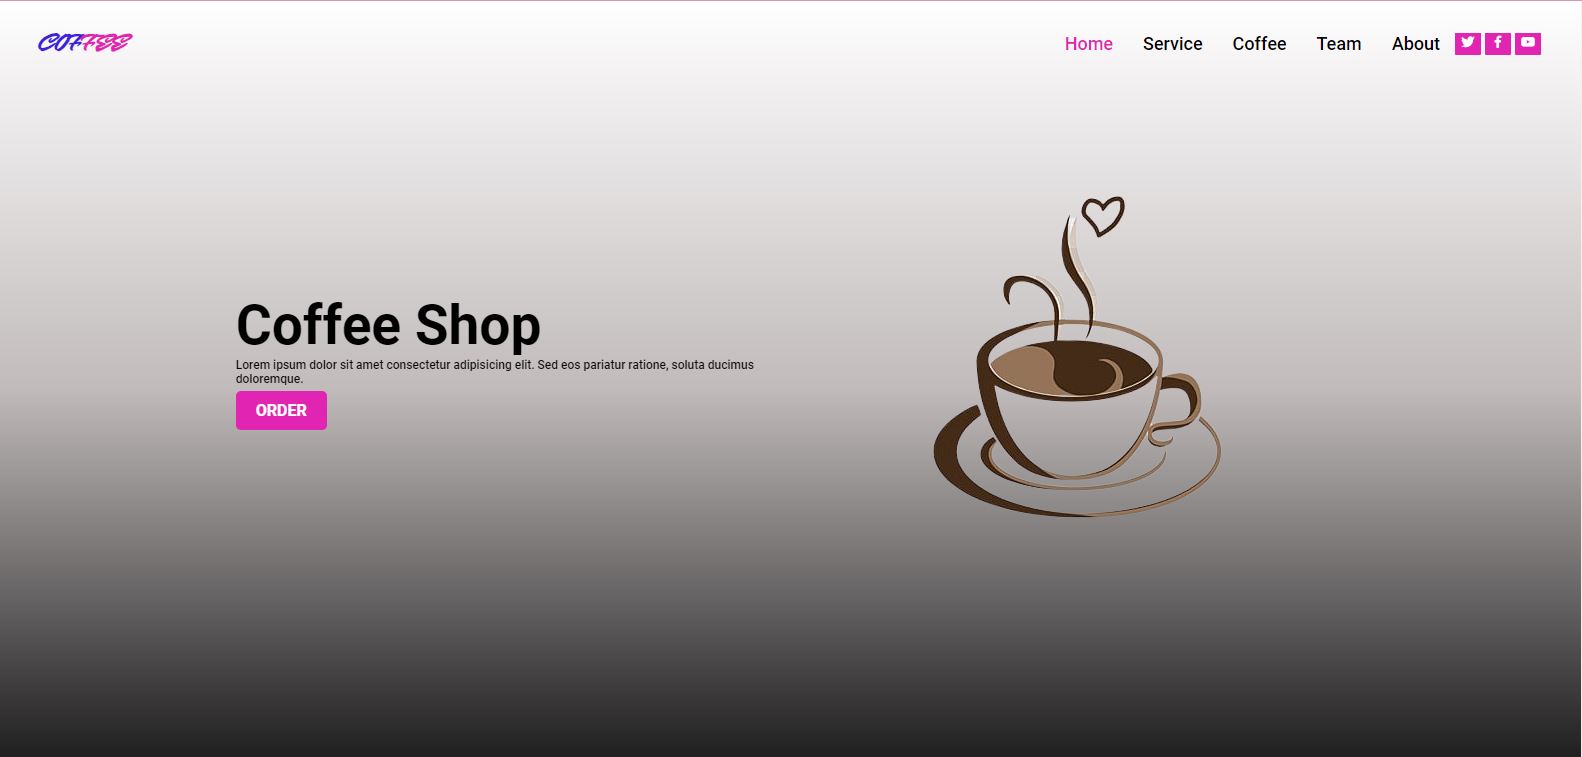 COFFEE
Home Service Coffee Team About
Coffee Shop
Lorem ipsum dolor sit amet consectetur adipisicing elit. Sed eos pariatur ratione, soluta ducimus
doloremque.
ORDER